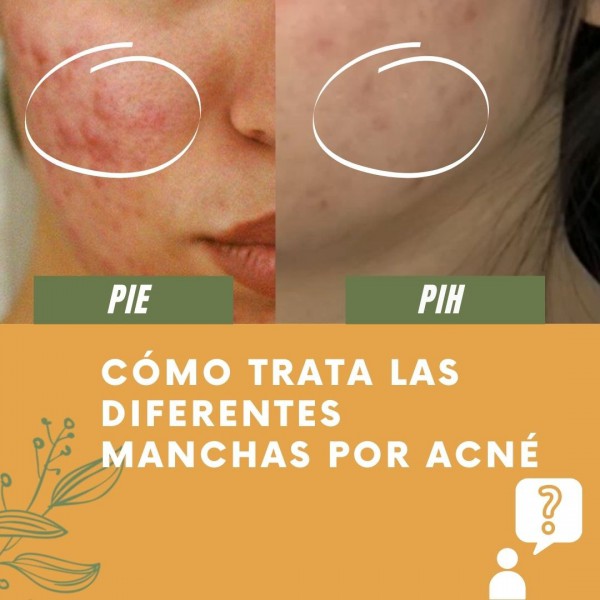 PIE
PIH
CÓMO TRATA LAS
DIFERENTES
MANCHAS POR ACNÉ
?